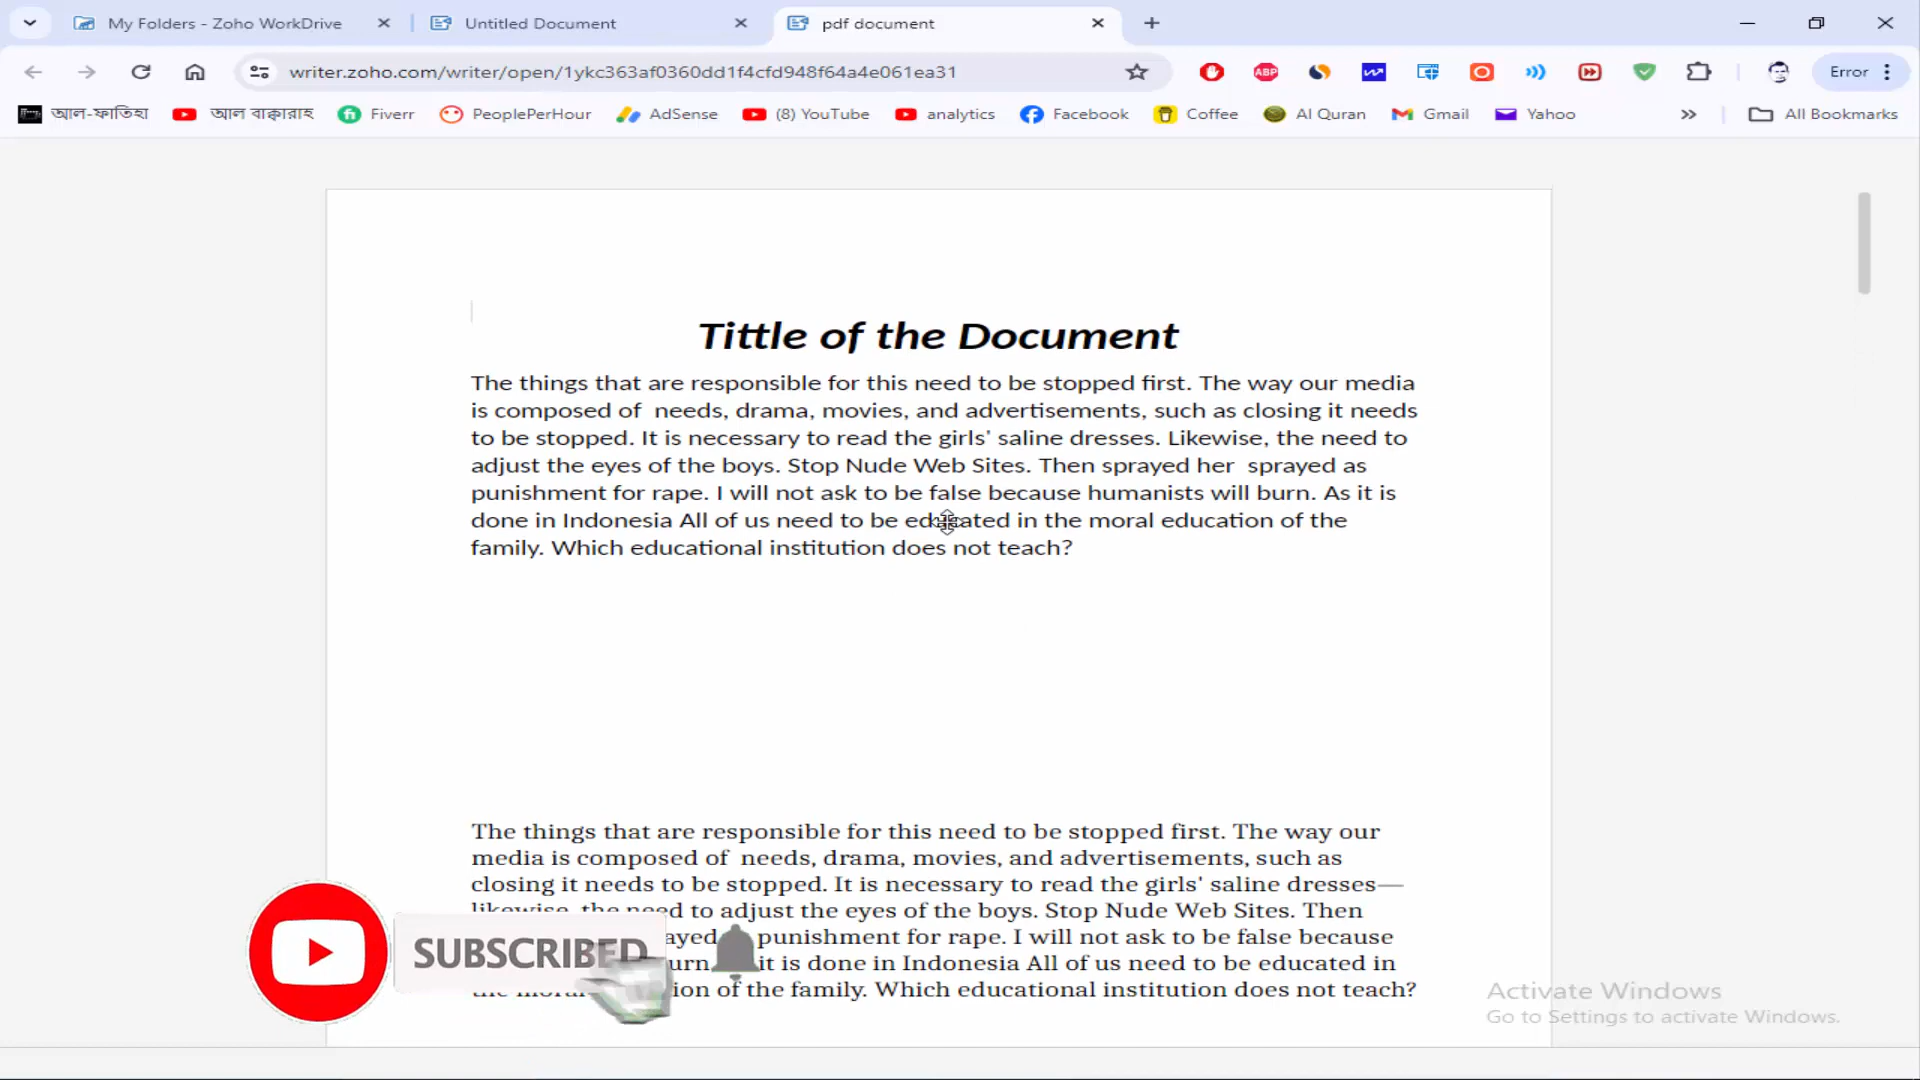 My Folders - Zoho WorkDrive
Untitled Document
pdf document
writer.zoho.com/writer/open/1ykc363af0360dd1f4cfd948f64a4e061ea31
ABP
Error
আল-ফাতিহা
আল বাক্বারাহ
Fiverr
PeoplePerHour
AdSense
(8) YouTube
analytics
Facebook
Coffee
Al Quran
Gmail
Yahoo
All Bookmarks
Tittle of the Document
The things that are responsible for this need to be stopped first. The way our media
is composed of needs, drama, movies, and advertisements, such as closing it needs
to be stopped. It is necessary to read the girls' saline dresses. Likewise, the need to
adjust the eyes of the boys. Stop Nude Web Sites. Then sprayed her sprayed as
punishment for rape. I will not ask to be false because humanists will burn. As it is
done in Indonesia All of us need to be educated in the moral education of the
family. Which educational institution does not teach?
The things that are responsible for this need to be stopped first. The way our
media is composed of needs, drama, movies, and advertisements, such as
closing it needs to be stopped. It is necessary to read the girls' saline dresses—
likewise, the need to adjust the eyes of the boys. Stop Nude Web Sites. Then
punishment for rape. I will not ask to be false because
it is done in Indonesia All of us need to be educated in
of the family. Which educational institution does not teach?
SUBSCRIBED
Activate Windows
Go to Settings to activate Windows.